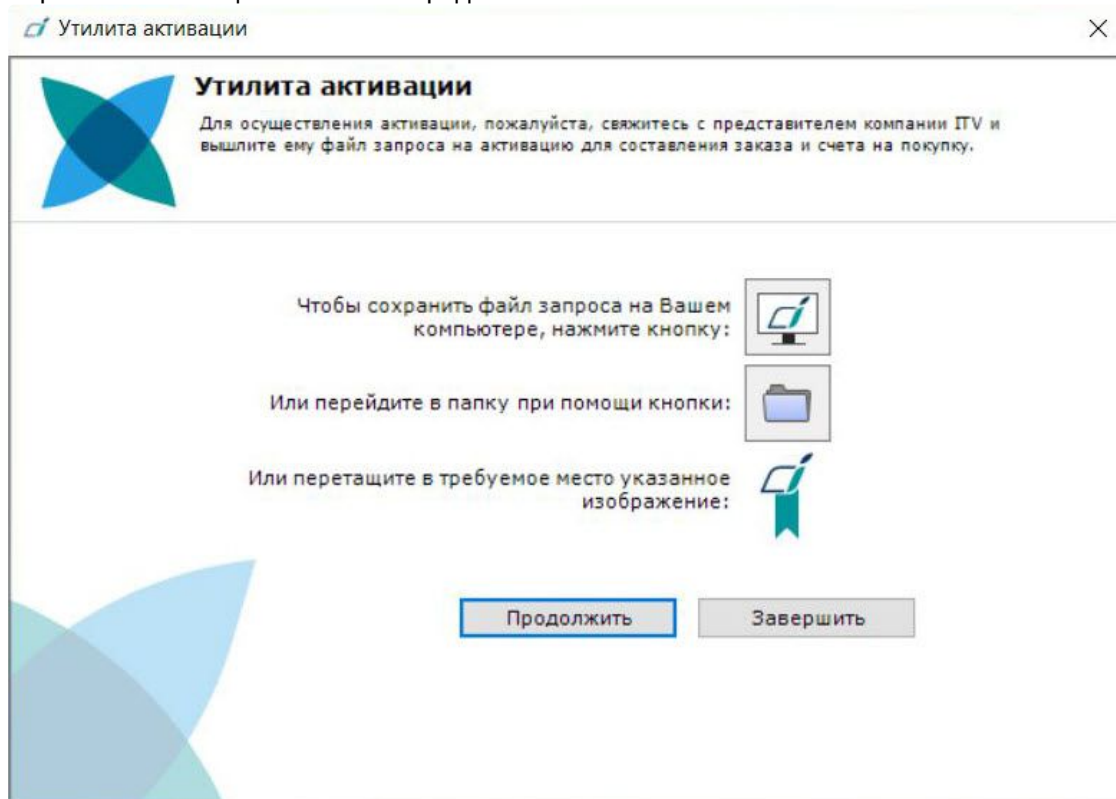 Утилита активации
Утилита активации
Для осуществления активации, пожалуйста, свяжитесь с представителем компании ITV и
вышлите ему файл запроса на активацию для составления заказа и счета на покупку.
Чтобы сохранить файл запроса на Вашем
компьютере, нажмите кнопку:
Или перейдите в папку при помощи кнопки:
Или перетащите в требуемое место указанное
изображение:
Продолжить
Завершить